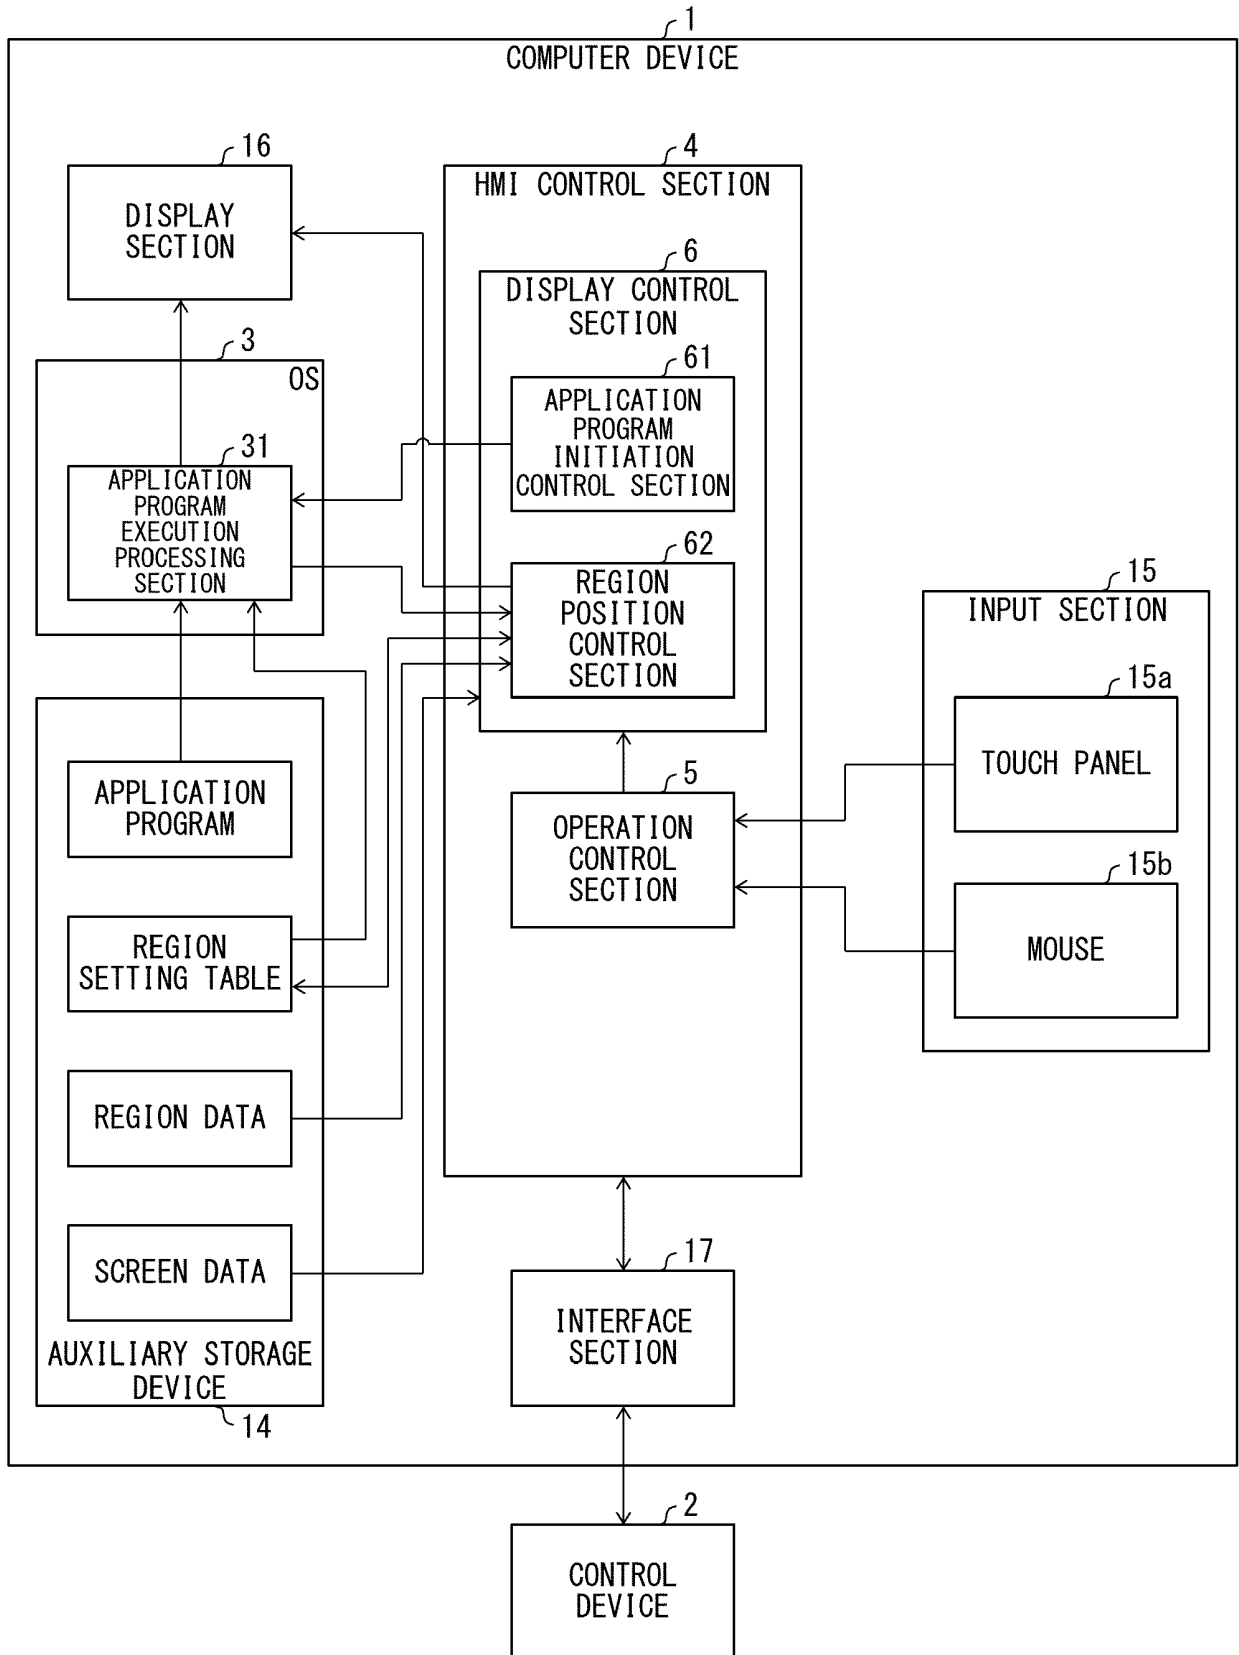 1
COMPUTER DEVICE
16
DISPLAY
SECTION
3
OS
31
APPLICATION
PROGRAM
EXECUTION
PROCESSING
SECTION
APPLICATION
PROGRAM
REGION
SETTING TABLE
REGION DATA
SCREEN DATA
AUXILIARY STORAGE
DEVICE
14
4
HMI CONTROL SECTION
6
DISPLAY CONTROL
SECTION
61
APPLICATION
PROGRAM
INITIATION
CONTROL SECTION
62
REGION
POSITION
CONTROL
SECTION
5
OPERATION
CONTROL
SECTION
15
INPUT SECTION
15a
TOUCH PANEL
15b
MOUSE
17
INTERFACE
SECTION
2
CONTROL
DEVICE